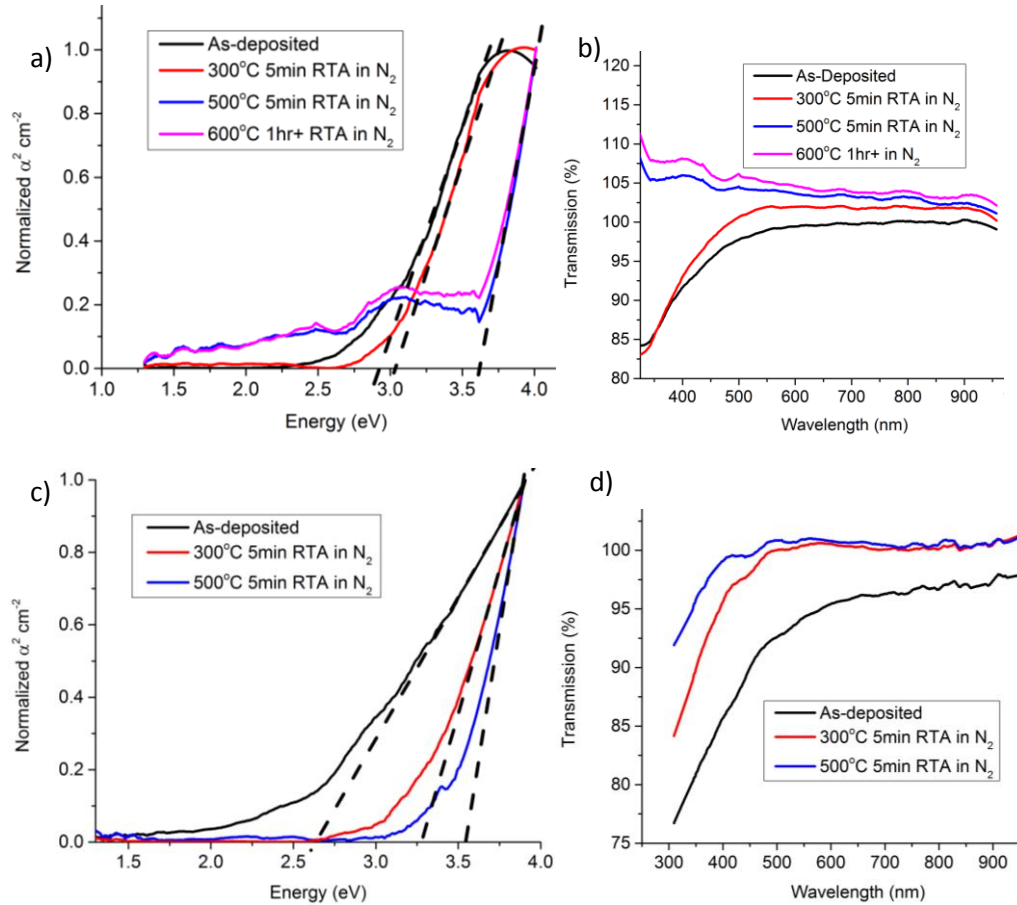 a)
As-deposited
300°C 5min RTA in N₂
500°C 5min RTA in N₂
600°C 1hr+ RTA in N₂
Normalized α² cm⁻²
1.0
0.8
0.6
0.4
0.2
0.0
1.0 1.5 2.0 2.5 3.0 3.5 4.0
Energy (eV)
b)
As-Deposited
300°C 5min RTA in N₂
500°C 5min RTA in N₂
600°C 1hr+ in N₂
Transmission (%)
120
115
110
105
100
95
90
85
80
400 500 600 700 800 900
Wavelength (nm)
c)
As-deposited
300°C 5min RTA in N₂
500°C 5min RTA in N₂
Normalized α² cm⁻²
1.0
0.8
0.6
0.4
0.2
0.0
1.5 2.0 2.5 3.0 3.5 4.0
Energy (eV)
d)
As-deposited
300°C 5min RTA in N₂
500°C 5min RTA in N₂
Transmission (%)
100
95
90
85
80
75
300 400 500 600 700 800 900
Wavelength (nm)